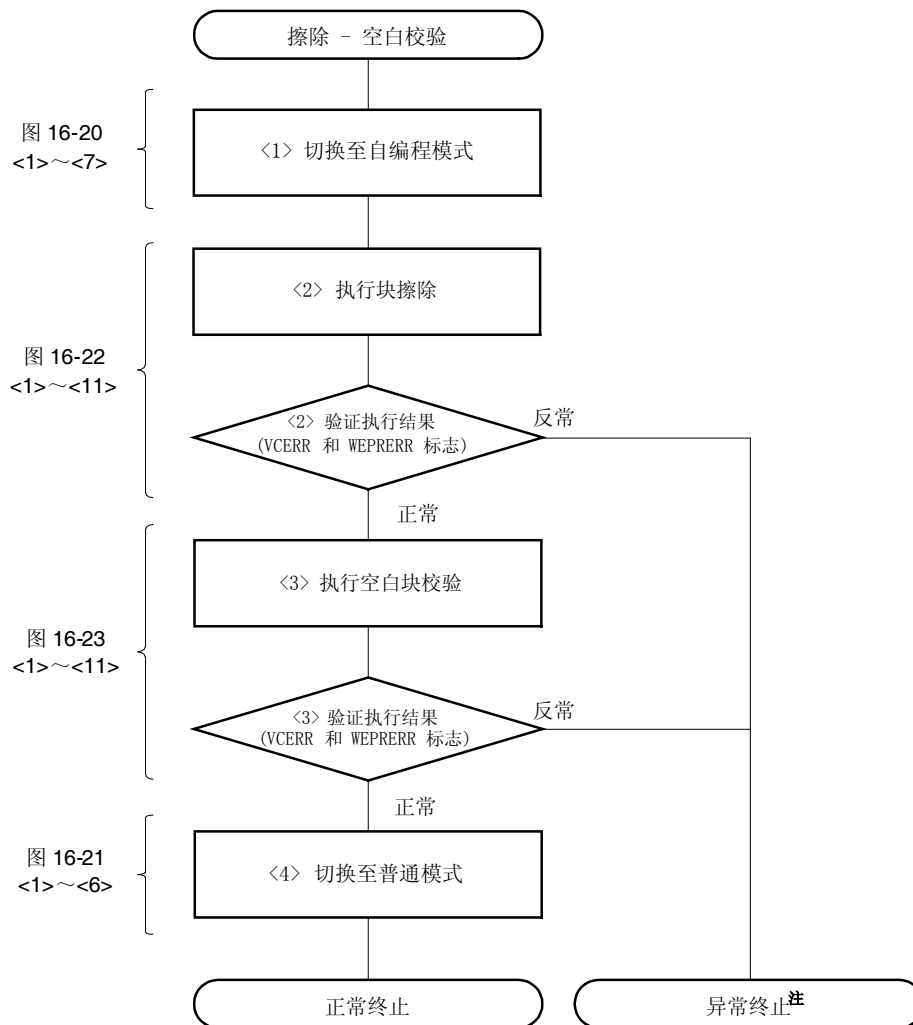 擦除 - 空白校验
图 16-20
<1>～<7>
<1> 切换至自编程模式
<2> 执行块擦除
图 16-22
<1>～<11>
<2> 验证执行结果
(VCERR 和 WEPRERR 标志)
反常
正常
<3> 执行空白块校验
图 16-23
<1>～<11>
<3> 验证执行结果
(VCERR 和 WEPRERR 标志)
反常
正常
图 16-21
<1>～<6>
<4> 切换至普通模式
正常终止
异常终止注